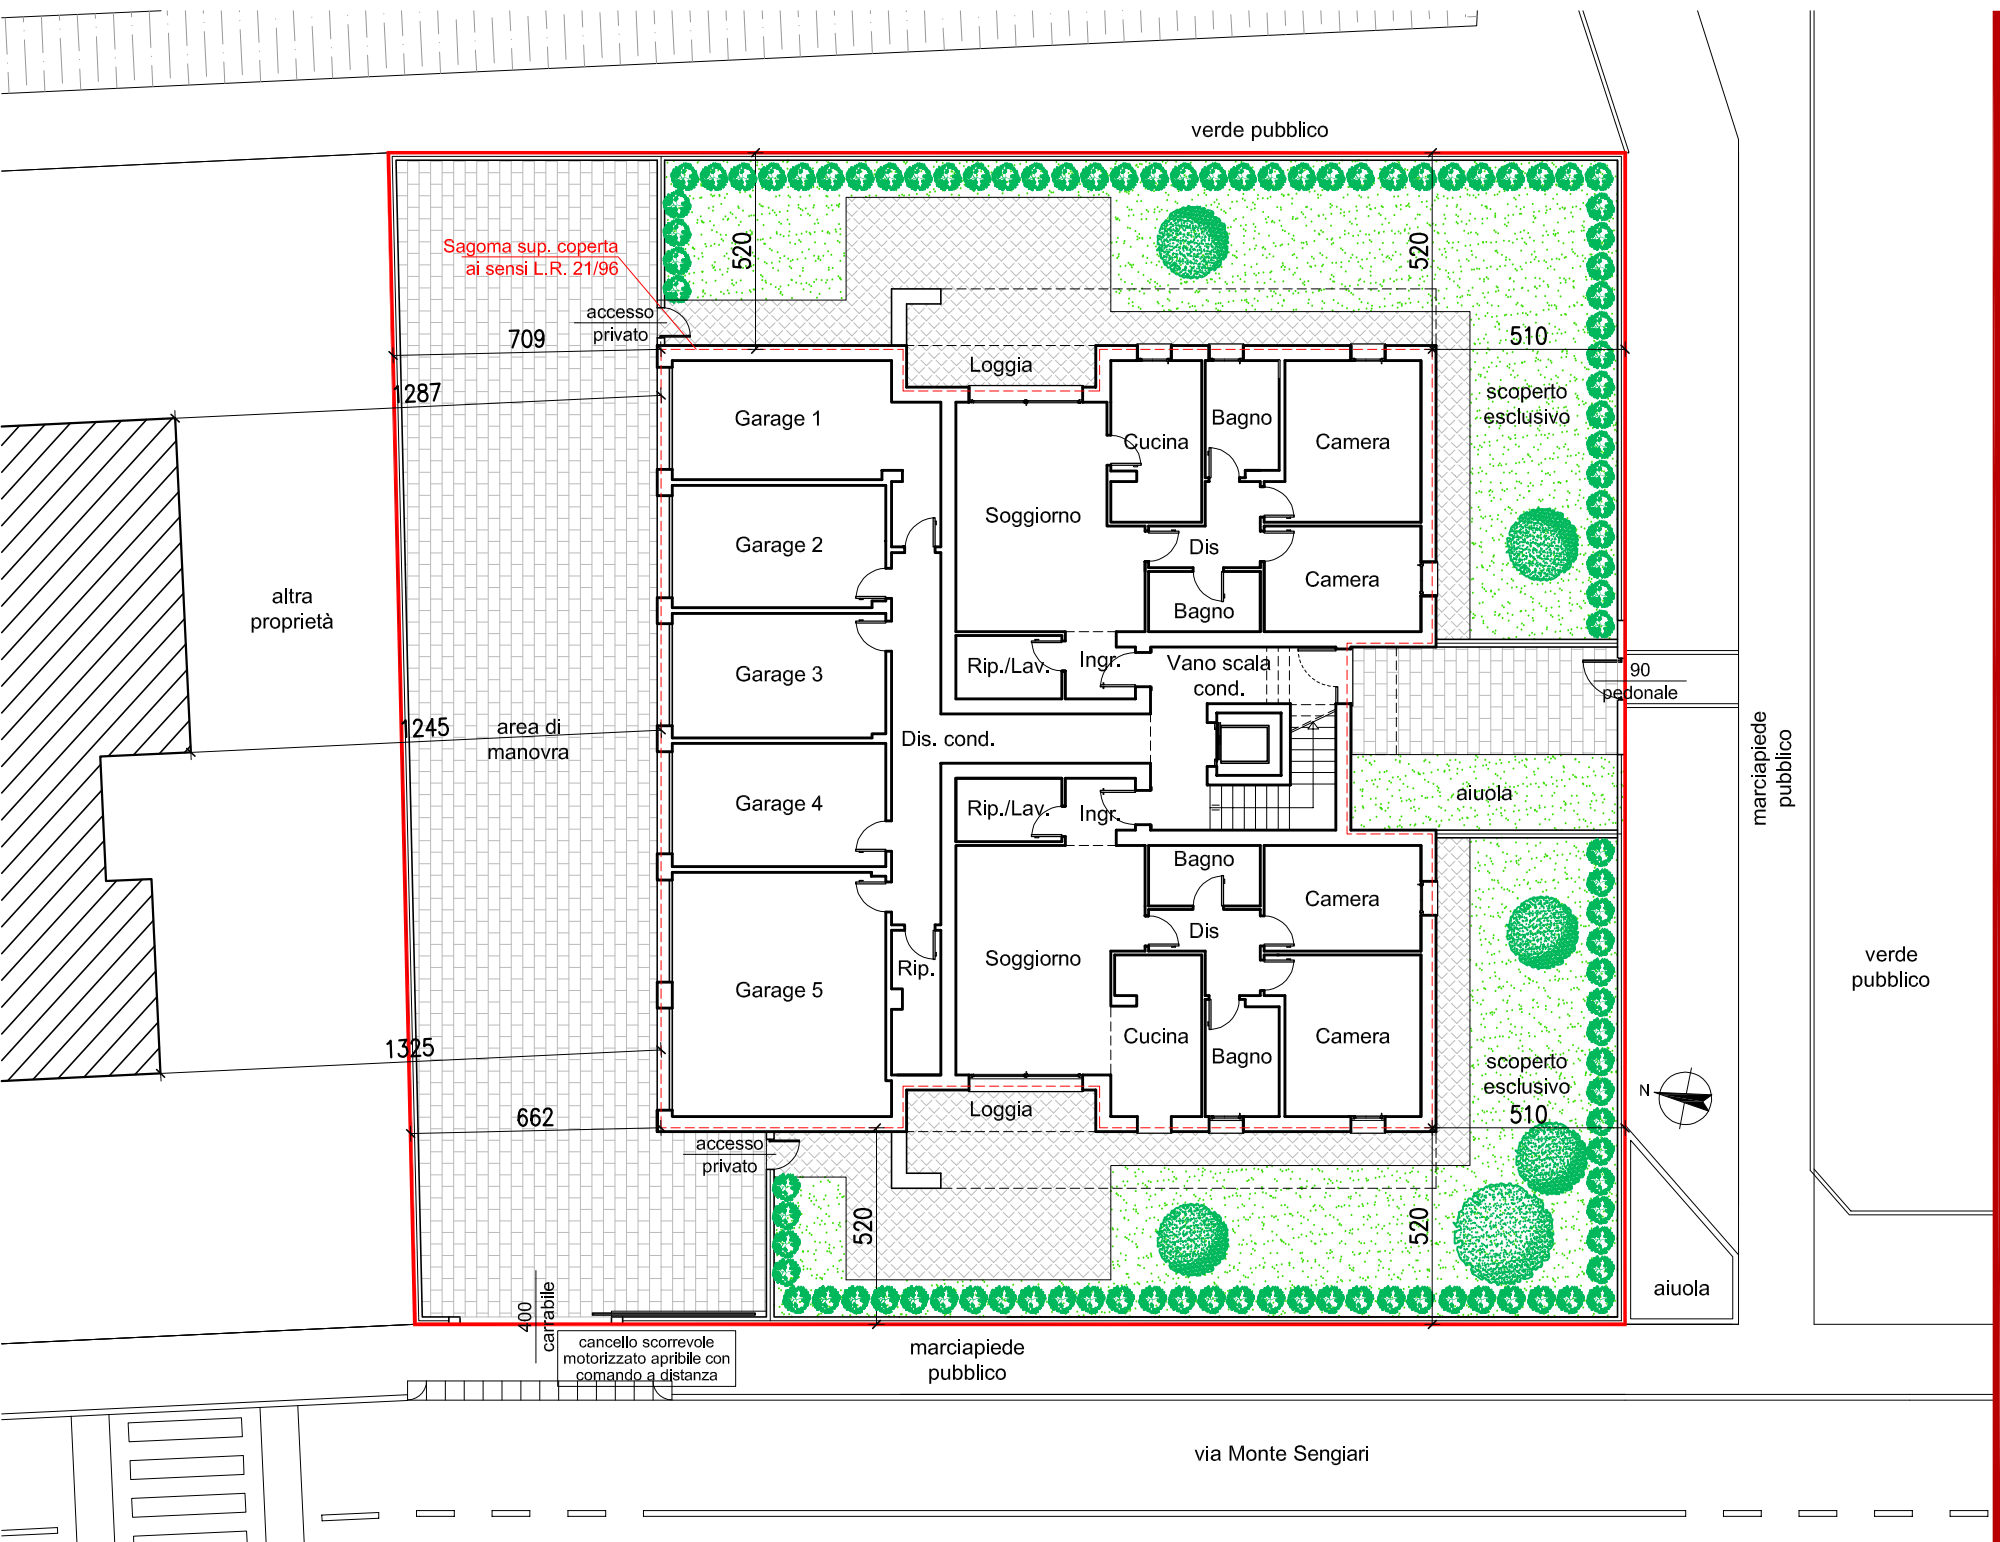 verde pubblico
Sagoma sup. coperta
ai sensi L.R. 21/96
520
520
accesso
privato
709
510
Loggia
1287
scoperto
esclusivo
Garage 1
Bagno
Cucina
Camera
Soggiorno
Garage 2
Dis
Camera
altra
proprietà
Bagno
Garage 3
Rip./Lav.
Ingr.
Vano scala
cond.
90
pedonale
1245
area di
manovra
Dis. cond.
marciapiede
pubblico
Garage 4
Rip./Lav.
Ingr.
aiuola
Bagno
Camera
Dis
Soggiorno
Rip.
verde
pubblico
Garage 5
Cucina
Bagno
Camera
1325
scoperto
esclusivo
N
662
Loggia
510
accesso
privato
520
520
aiuola
400
carrabile
cancello scorrevole
motorizzato apribile con
comando a distanza
marciapiede
pubblico
via Monte Sengiari